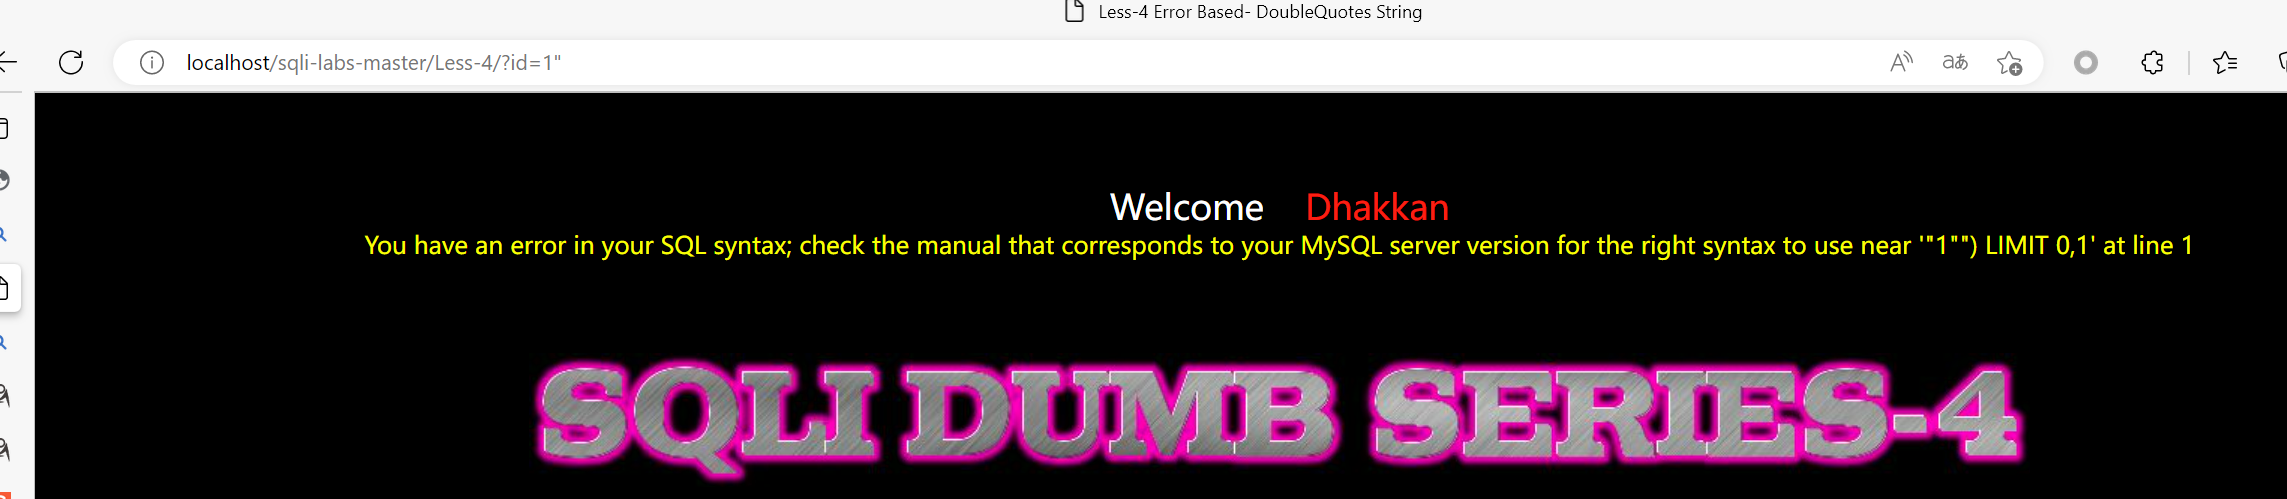 Less-4 Error Based- DoubleQuotes String
localhost/sqli-labs-master/Less-4/?id=1"
A aあ
Welcome Dhakkan
You have an error in your SQL syntax; check the manual that corresponds to your MySQL server version for the right syntax to use near '"1"") LIMIT 0,1' at line 1
SQLI DUMB SERIES-4